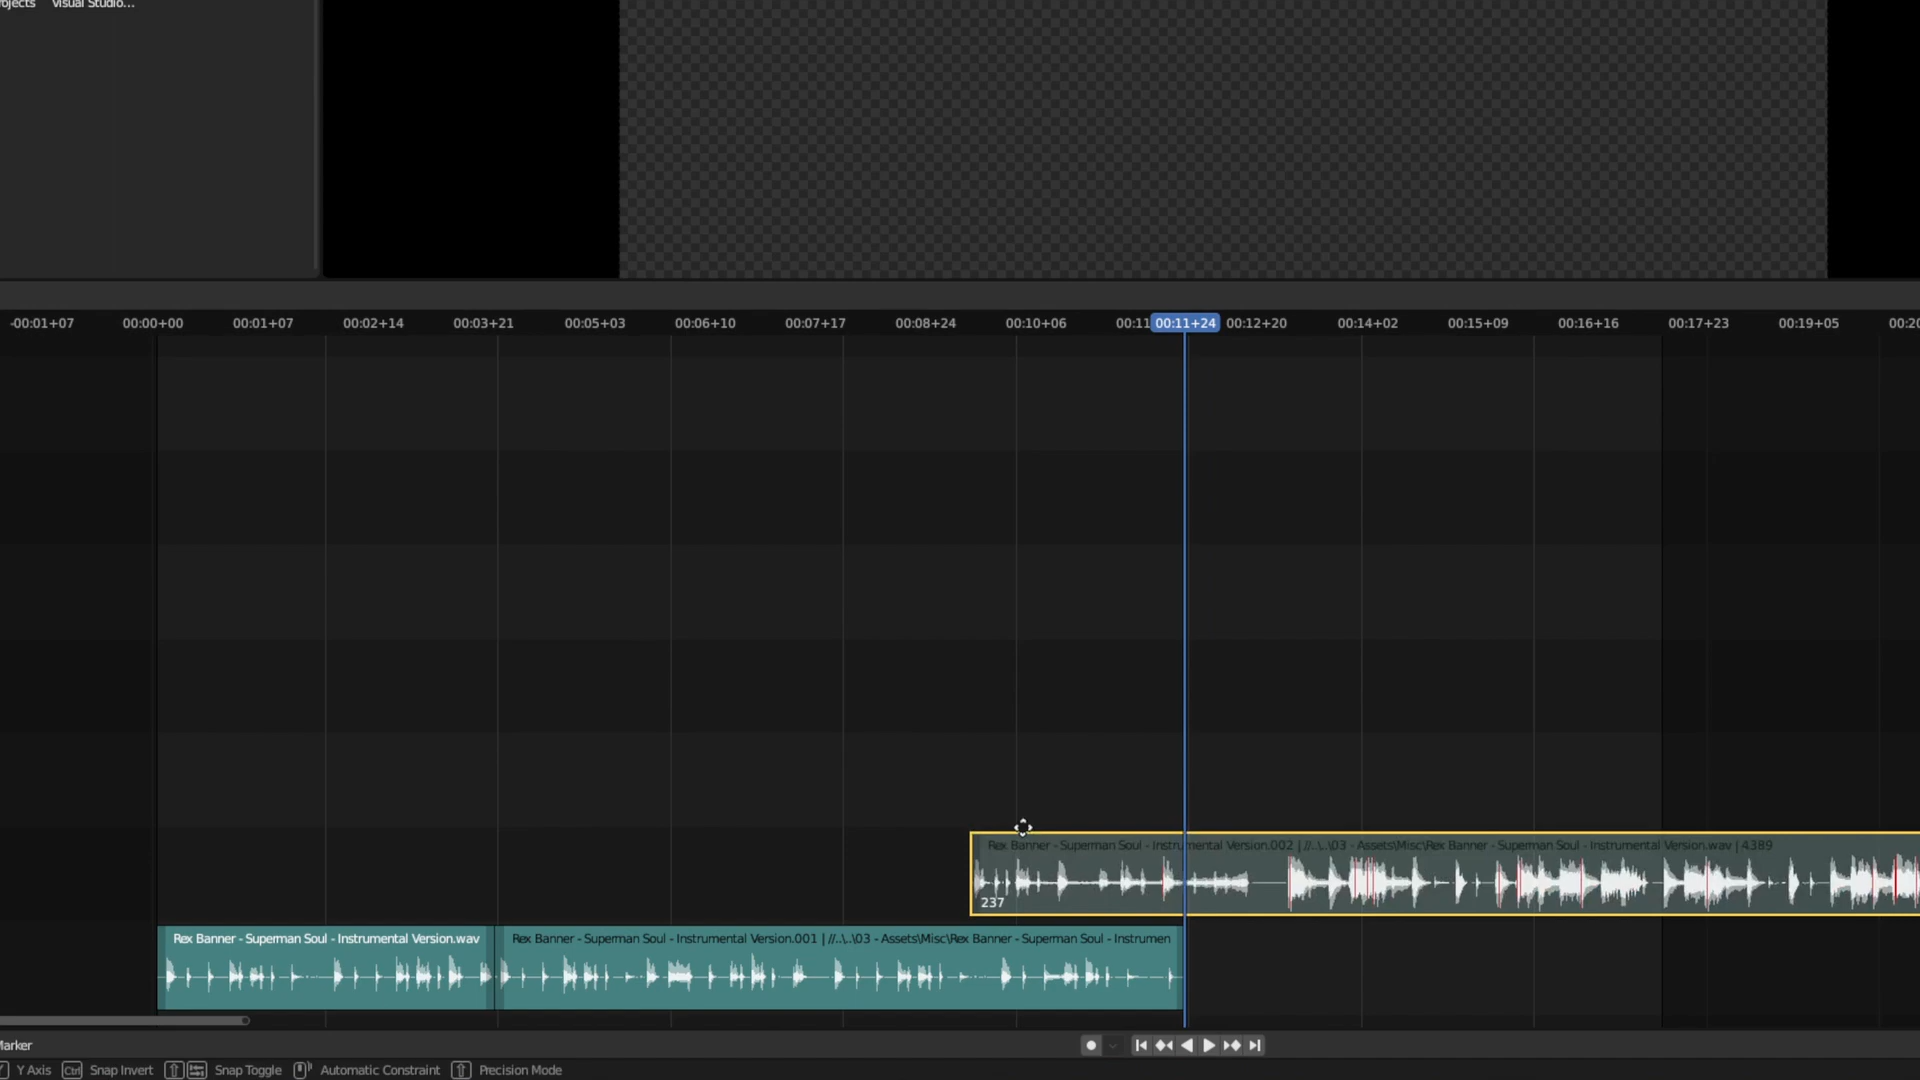 ojects Visual Studio...
-00:01+07 00:00+00 00:01+07 00:02+14 00:03+21 00:05+03 00:06+10 00:07+17 00:08+24 00:10+06 00:11 00:11+24 00:12+20 00:14+02 00:15+09 00:16+16 00:17+23 00:19+05 00:20
Rex Banner - Superman Soul - Instrumental Version.002 | //..\..\03 - Assets\Misc\Rex Banner - Superman Soul - Instrumental Version.wav | 4389
237
Rex Banner - Superman Soul - Instrumental Version.wav Rex Banner - Superman Soul - Instrumental Version.001 | //..\..\03 - Assets\Misc\Rex Banner - Superman Soul - Instrumen
Marker
Y Axis Ctrl Snap Invert Snap Toggle Automatic Constraint Precision Mode